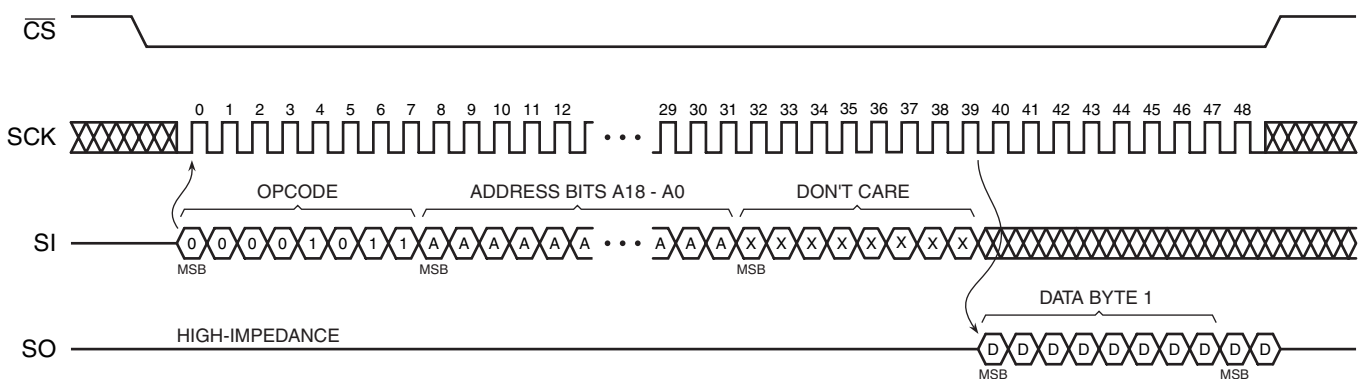 CS
0 1 2 3 4 5 6 7 8 9 10 11 12 29 30 31 32 33 34 35 36 37 38 39 40 41 42 43 44 45 46 47 48
SCK
OPCODE ADDRESS BITS A18 - A0 DON'T CARE
SI 0 0 0 0 1 0 1 1 A A A A A A A A A X X X X X X X X
MSB MSB MSB
DATA BYTE 1
HIGH-IMPEDANCE
SO D D D D D D D D D D
MSB MSB